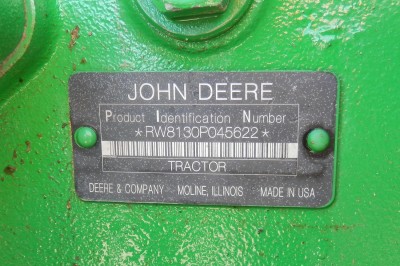 JOHN DEERE
Product Identification Number
*RW8130P045622*
TRACTOR
DEERE & COMPANY MOLINE, ILLINOIS MADE IN USA